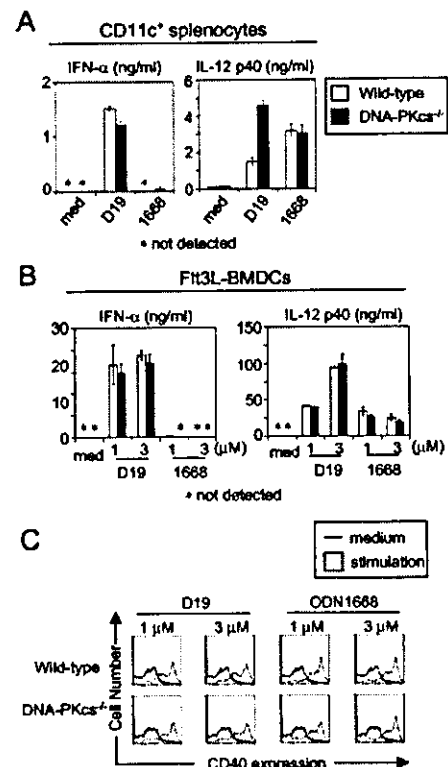 A
CD11c+ splenocytes
IFN-α (ng/ml)
IL-12 p40 (ng/ml)
2
1
0
6
4
2
0
* *
*
med
D19
1668
med
D19
1668
Wild-type
DNA-PKcs-/-
* not detected
B
Flt3L-BMDCs
IFN-α (ng/ml)
IL-12 p40 (ng/ml)
30
20
10
0
150
100
50
0
* *
* * *
* *
med 1 3 1 3 (μM)
D19 1668
med 1 3 1 3 (μM)
D19 1668
* not detected
C
medium
stimulation
D19
ODN1668
1 μM 3 μM 1 μM 3 μM
Wild-type
DNA-PKcs-/-
Cell Number
CD40 expression